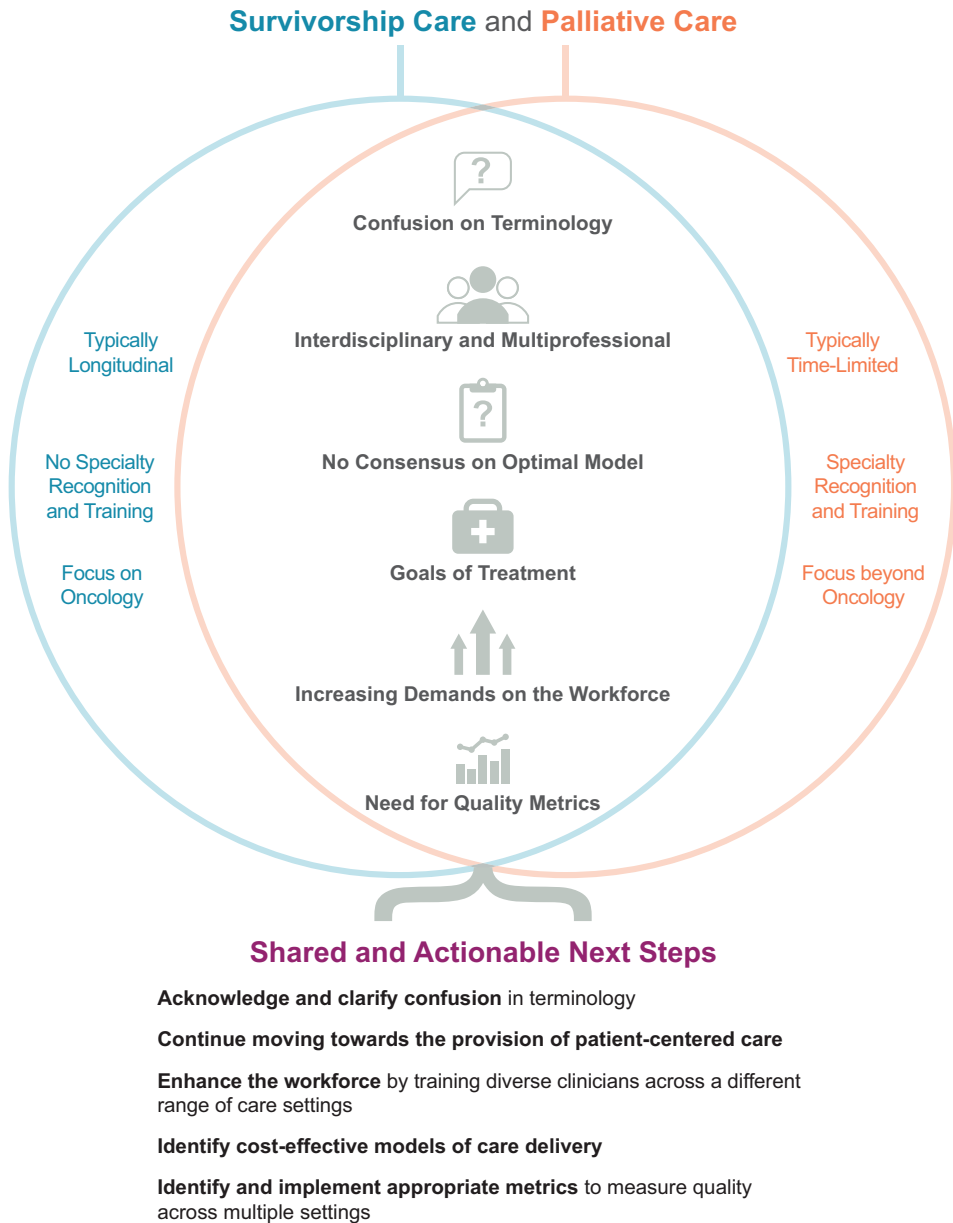 Survivorship Care and Palliative Care
?
Confusion on Terminology
Interdisciplinary and Multiprofessional
Typically
Longitudinal
Typically
Time-Limited
?
No Consensus on Optimal Model
No Specialty
Recognition
and Training
Specialty
Recognition
and Training
Goals of Treatment
Focus on
Oncology
Focus beyond
Oncology
Increasing Demands on the Workforce
Need for Quality Metrics
Shared and Actionable Next Steps
Acknowledge and clarify confusion in terminology
Continue moving towards the provision of patient-centered care
Enhance the workforce by training diverse clinicians across a different
range of care settings
Identify cost-effective models of care delivery
Identify and implement appropriate metrics to measure quality
across multiple settings